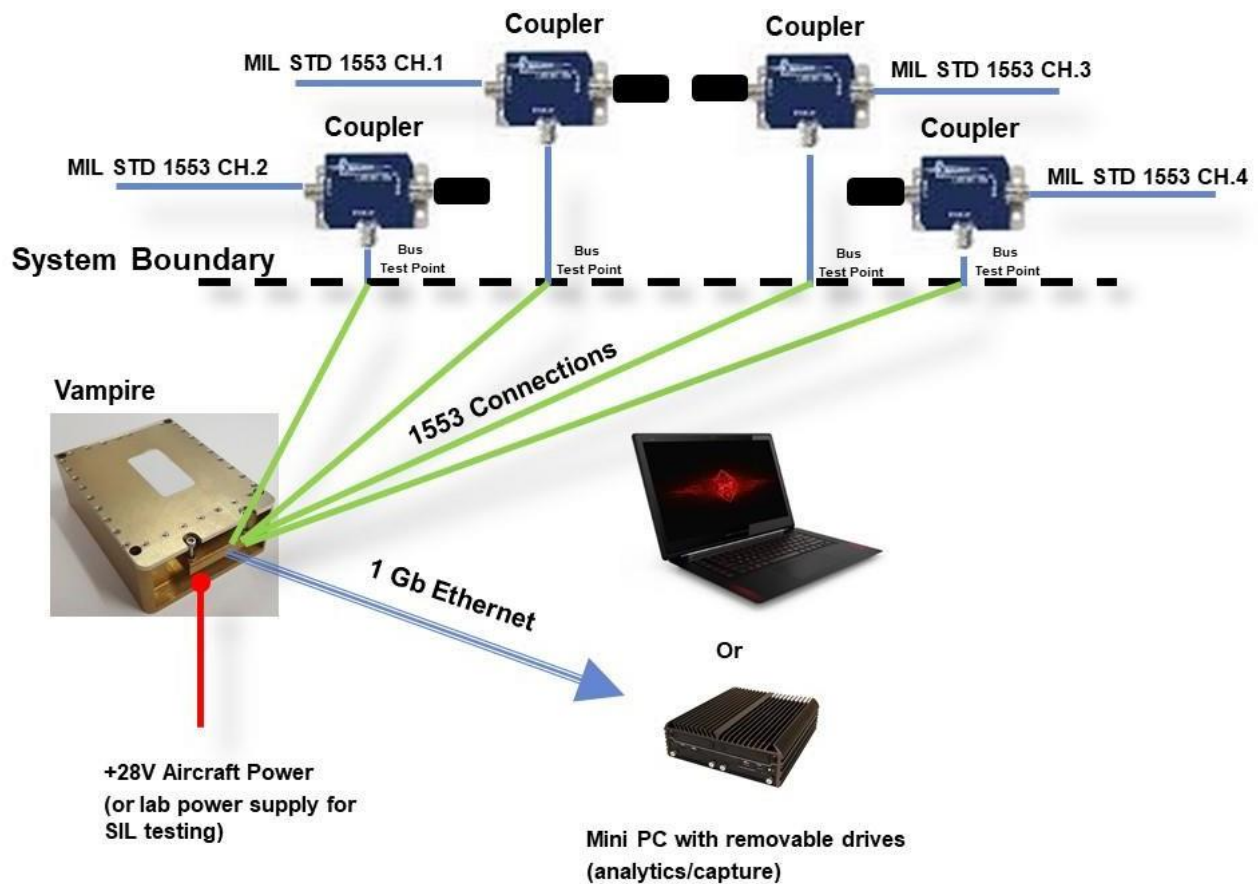 Coupler
Coupler
MIL STD 1553 CH.1
MIL STD 1553 CH.3
Coupler
Coupler
MIL STD 1553 CH.2
MIL STD 1553 CH.4
Bus
Test Point
Bus
Test Point
Bus
Test Point
Bus
Test Point
System Boundary
1553 Connections
Vampire
1 Gb Ethernet
Or
+28V Aircraft Power
(or lab power supply for
SIL testing)
Mini PC with removable drives
(analytics/capture)